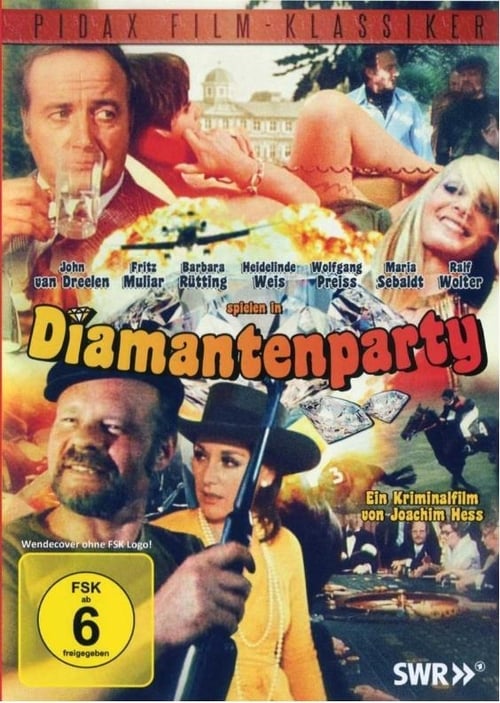 PIDAX FILM-KLASSIKER
John van Dreelen
Fritz Muliar
Barbara Rütting
Heidelinde Weis
Wolfgang Preiss
Maria Sebaldt
Ralf Wolter
spielen in
Diamantenparty
Ein Kriminalfilm
von Joachim Hess
Wendecover ohne FSK Logo!
FSK
ab
6
freigegeben
SWR